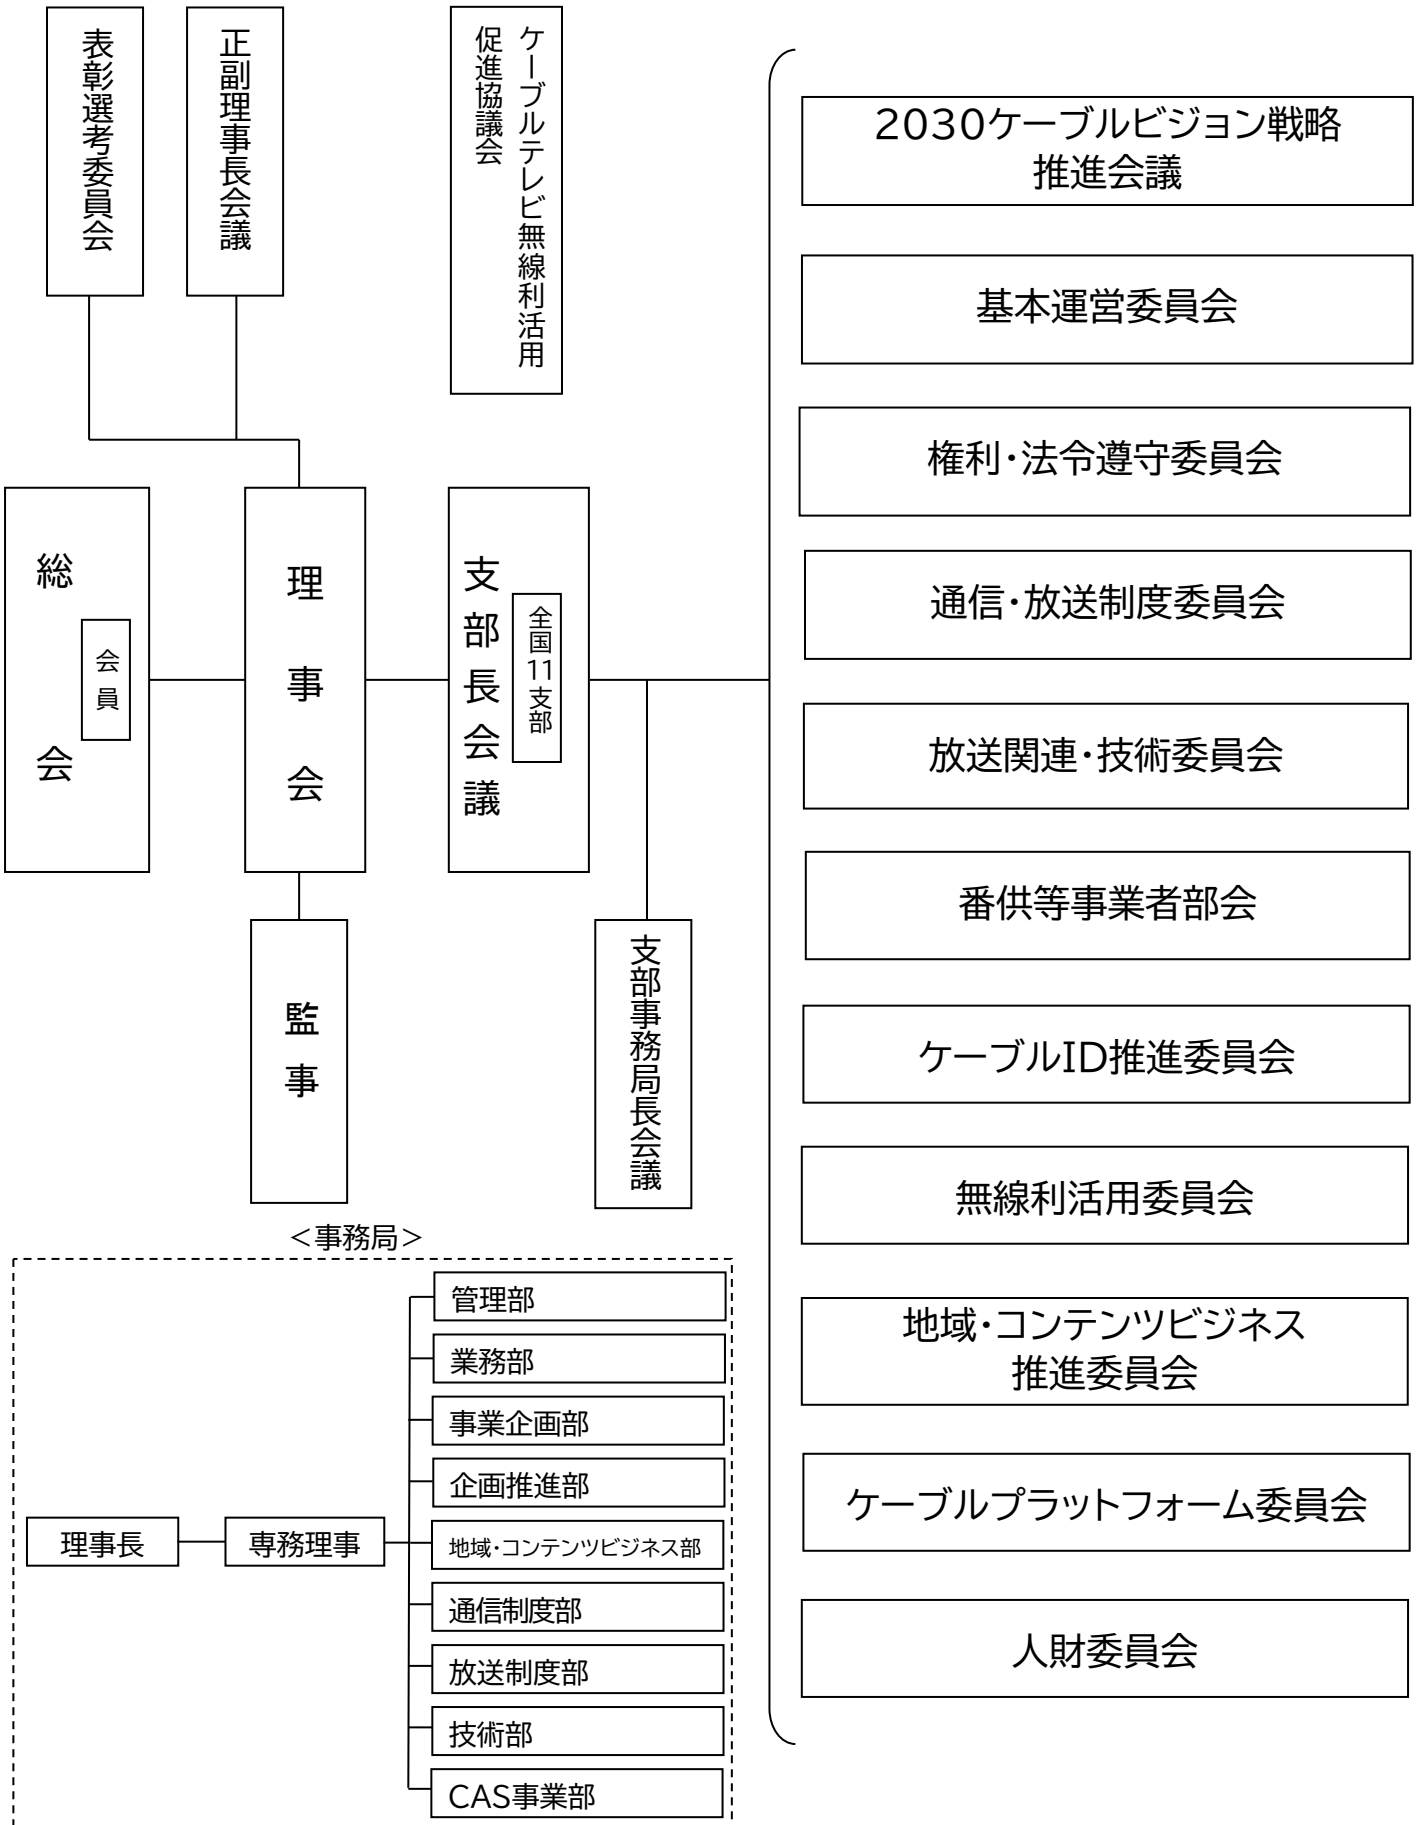 表彰選考委員会
正副理事長会議
ケーブルテレビ無線利活用
促進協議会
総会
会員
理事会
支部長会議
全国11支部
監事
支部事務局長会議
2030ケーブルビジョン戦略
推進会議
基本運営委員会
権利・法令遵守委員会
通信・放送制度委員会
放送関連・技術委員会
番供等事業者部会
ケーブルID推進委員会
無線利活用委員会
地域・コンテンツビジネス
推進委員会
ケーブルプラットフォーム委員会
人財委員会
＜事務局＞
理事長
専務理事
管理部
業務部
事業企画部
企画推進部
地域・コンテンツビジネス部
通信制度部
放送制度部
技術部
CAS事業部